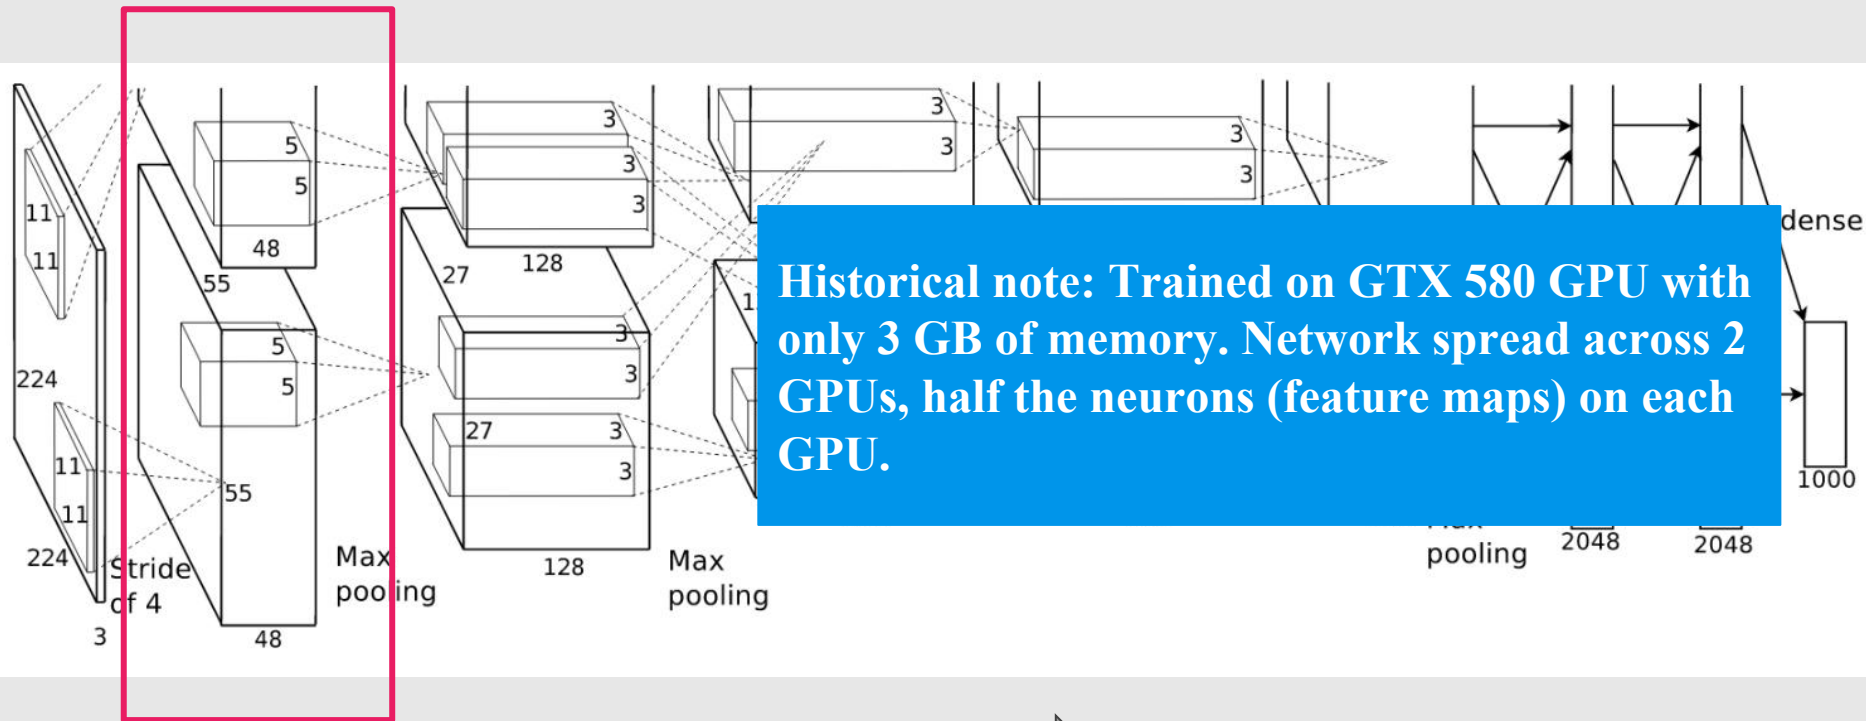 3
3
3
3
5
5
3
3
3
3
11
11
48
128
dense
55
27
Historical note: Trained on GTX 580 GPU with
only 3 GB of memory. Network spread across 2
GPUs, half the neurons (feature maps) on each
GPU.
5
5
3
3
224
27
3
3
11
11
55
1000
224
Stride
of 4
Max
pooling
128
Max
pooling
pooling
2048
2048
3
48